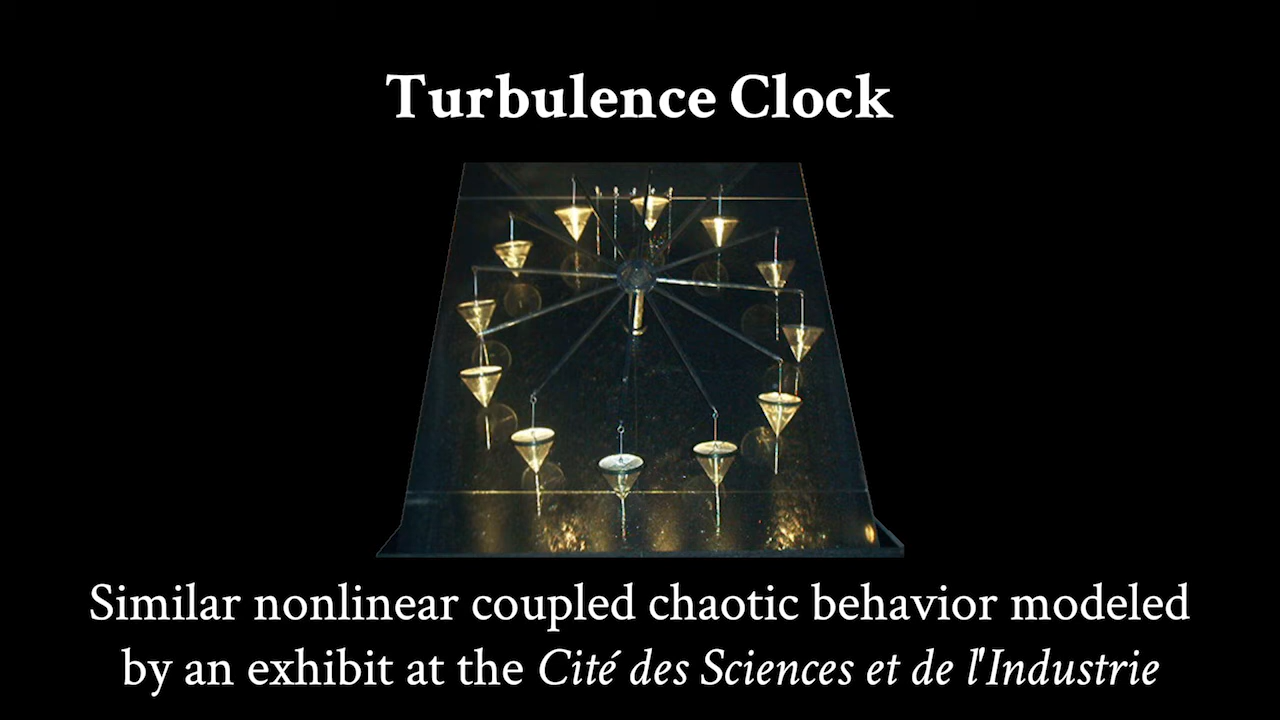 Turbulence Clock
Similar nonlinear coupled chaotic behavior modeled
by an exhibit at the Cité des Sciences et de l'Industrie